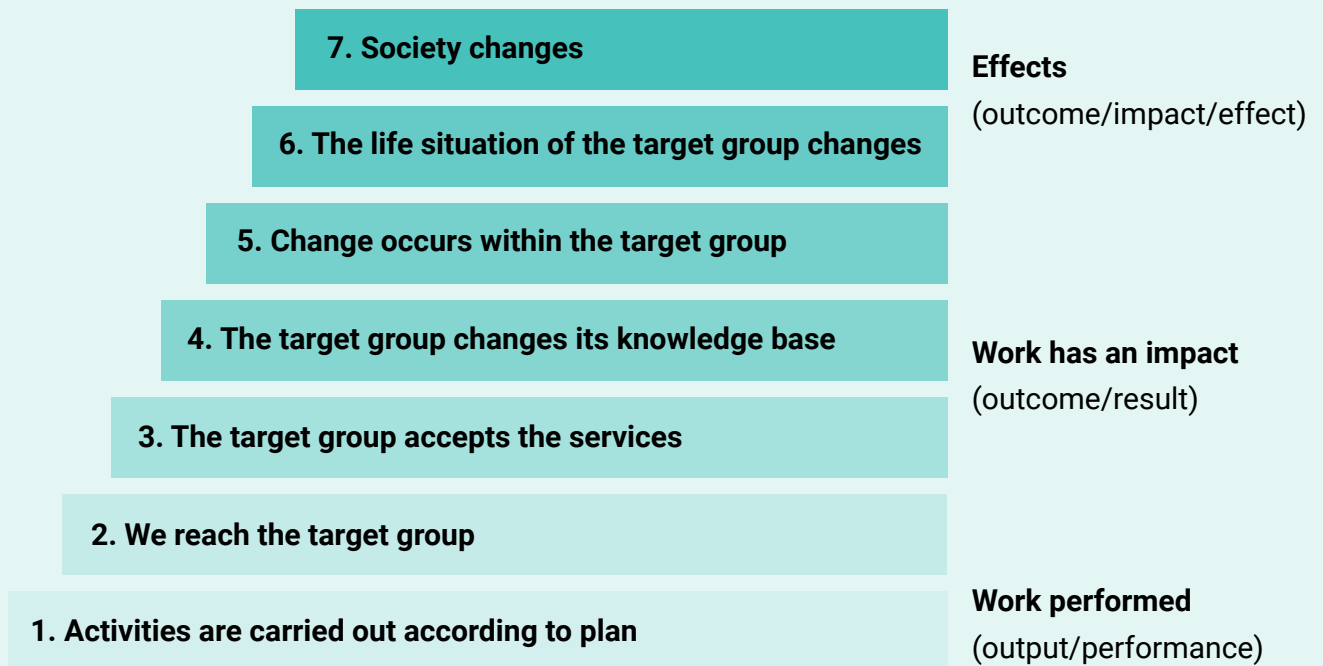 7. Society changes
Effects
(outcome/impact/effect)
6. The life situation of the target group changes
5. Change occurs within the target group
4. The target group changes its knowledge base
Work has an impact
(outcome/result)
3. The target group accepts the services
2. We reach the target group
Work performed
(output/performance)
1. Activities are carried out according to plan